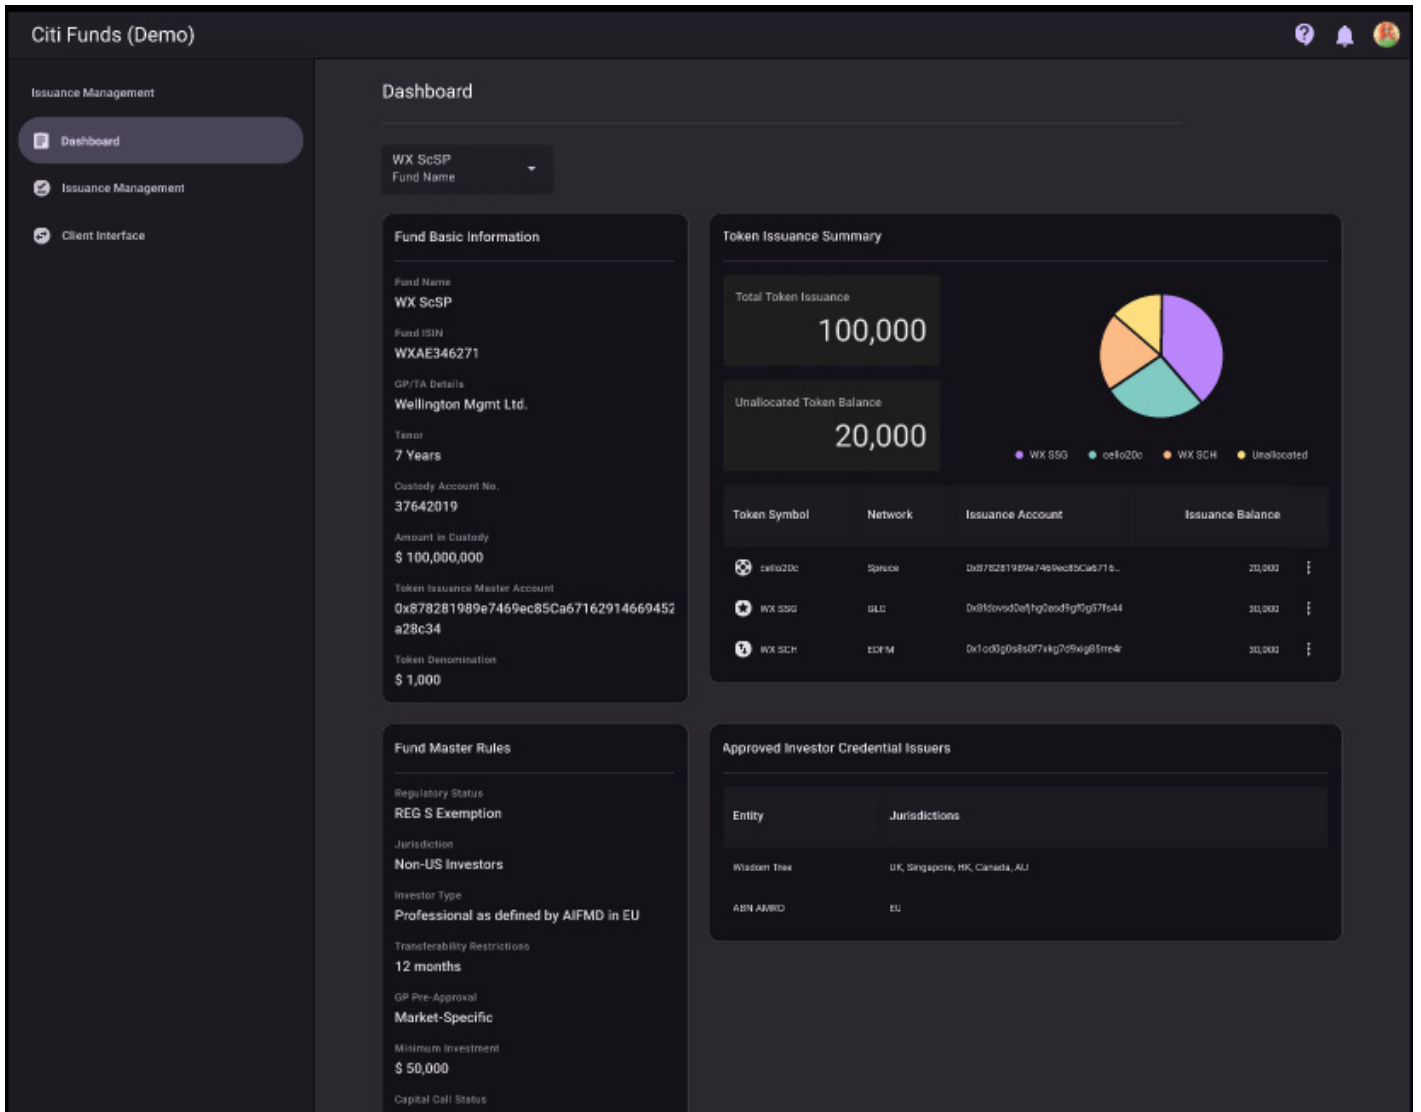 Citi Funds (Demo)
Issuance Management
Dashboard
Issuance Management
Client Interface
Dashboard
WX ScSP
Fund Name
Fund Basic Information
Fund Name
WX ScSP
Fund ISIN
WXAE346271
GP/TA Details
Wellington Mgmt Ltd.
Tenor
7 Years
Custody Account No.
37642019
Amount in Custody
$ 100,000,000
Token Issuance Master Account
0x878281989e7469ec85Ca67162914669452
a28c34
Token Denomination
$ 1,000
Token Issuance Summary
Total Token Issuance
100,000
Unallocated Token Balance
20,000
WX SSG cello20c WX SCH Unallocated
Token Symbol Network Issuance Account Issuance Balance
cello20c Spruce 0x878281989e7469ec85Ca6716... 20,000
WX SSG 30,000
WX SCH 30,000
Fund Master Rules
Regulatory Status
REG S Exemption
Jurisdiction
Non-US Investors
Investor Type
Professional as defined by AIFMD in EU
Transferability Restrictions
12 months
GP Pre-Approval
Market-Specific
Minimum Investment
$ 50,000
Capital Call Status
Approved Investor Credential Issuers
Entity Jurisdictions
Wisdom Tree UK, Singapore, HK, Canada, AU
ABN AMRO EU